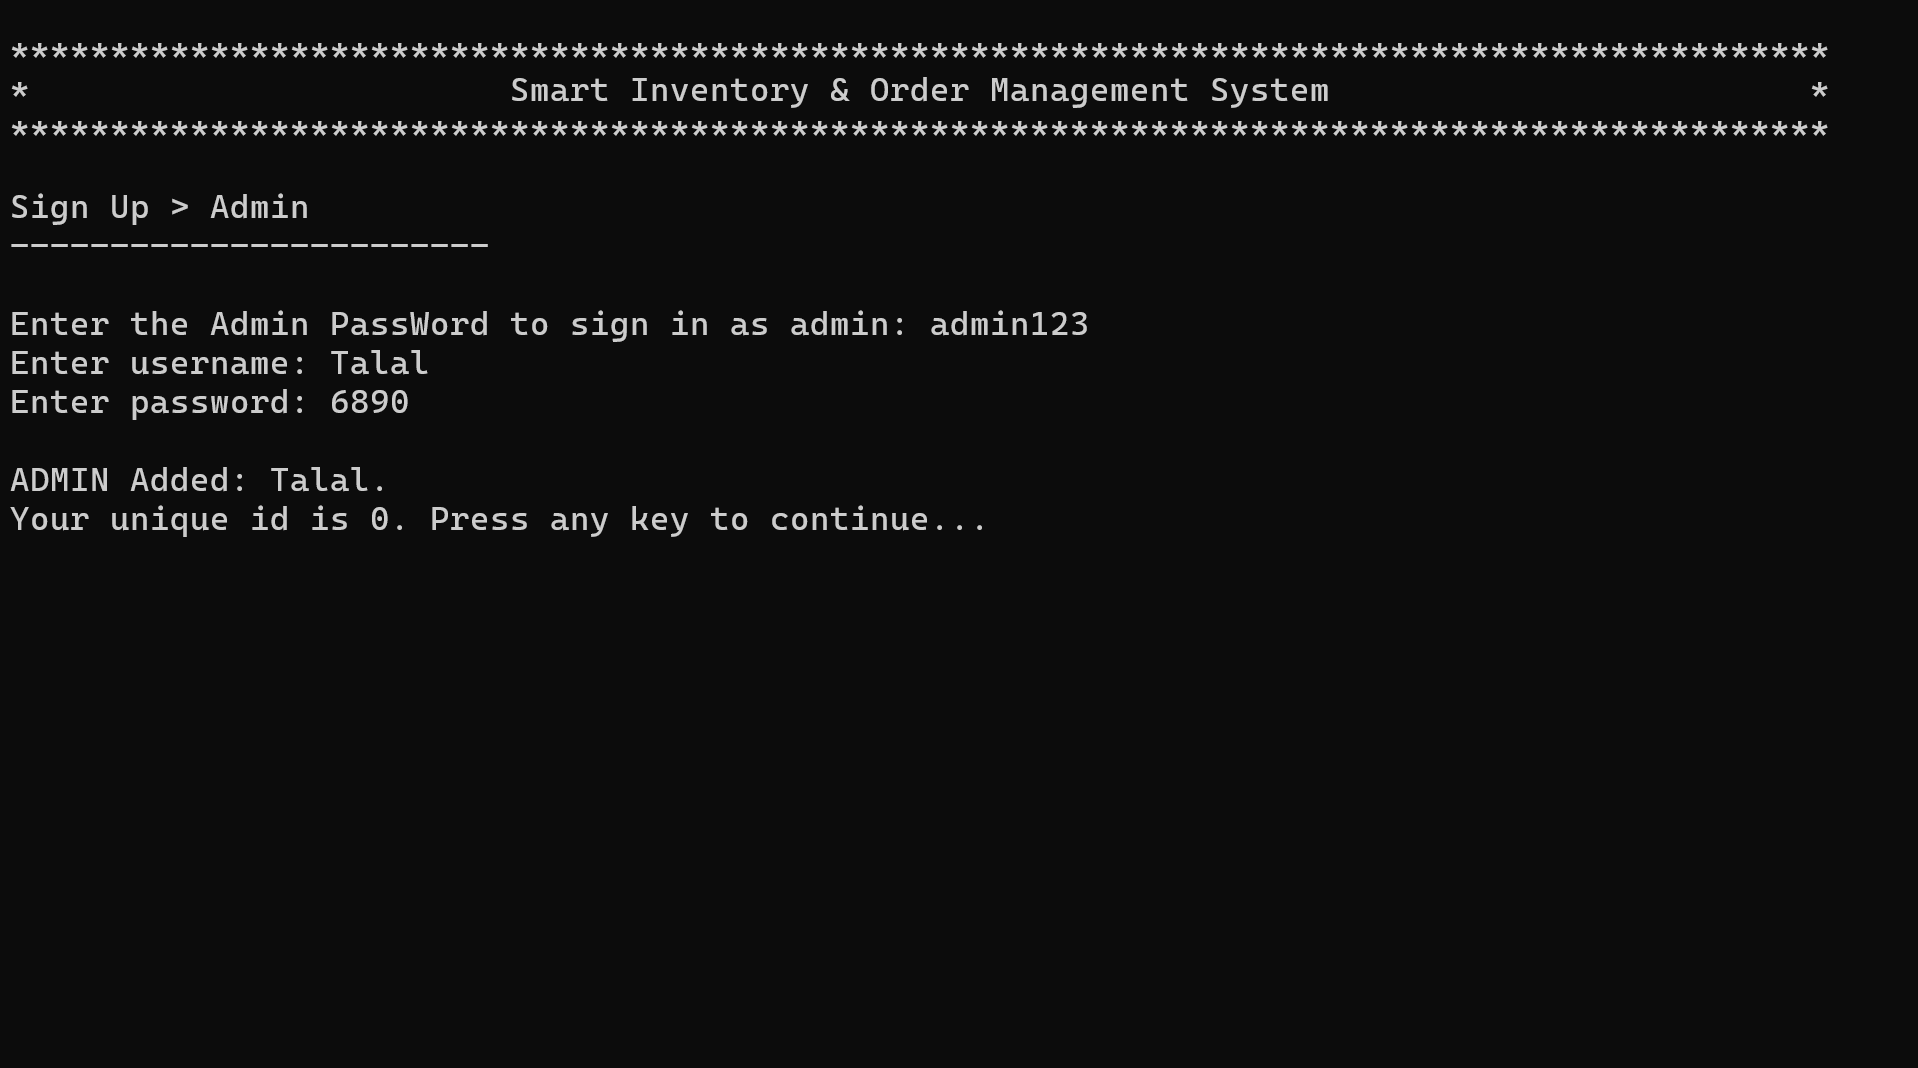 *******************************************************************************************
* Smart Inventory & Order Management System *
*******************************************************************************************
Sign Up > Admin
------------------------
Enter the Admin PassWord to sign in as admin: admin123
Enter username: Talal
Enter password: 6890
ADMIN Added: Talal.
Your unique id is 0. Press any key to continue...